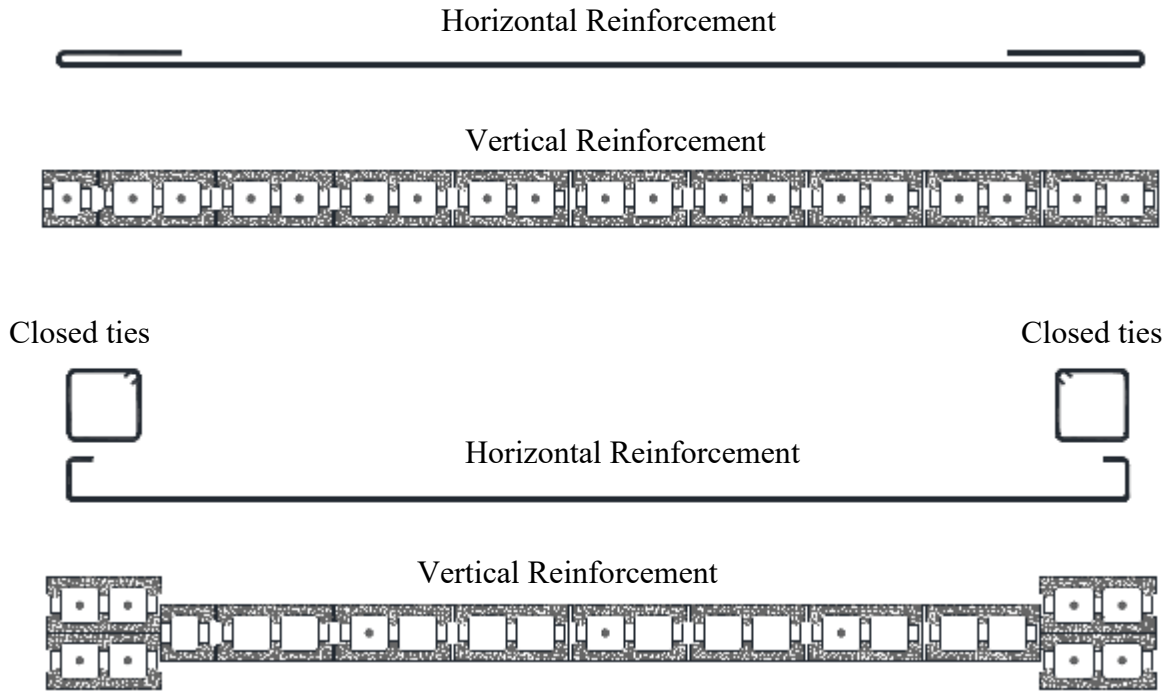 Horizontal Reinforcement
Vertical Reinforcement
Closed ties
Closed ties
Horizontal Reinforcement
Vertical Reinforcement